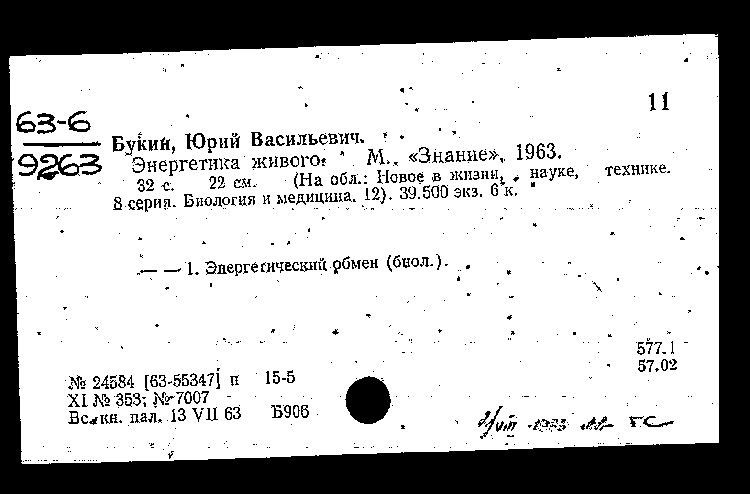 11
63-6
9263
Букин, Юрий Васильевич.
Энергетика живого. М., «Знание», 1963.
32 с. 22 см. (На обл.: Новое в жизни, науке, технике.
8 серия. Биология и медицина. 12). 39.500 экз. 6 к.
— — 1. Энергетический обмен (биол.).
577.1
57.02
№ 24584 [63-55347] п 15-5
XI № 353; № 7007
Вс. кн. пал. 13 VII 63 Б906
VIII ГС